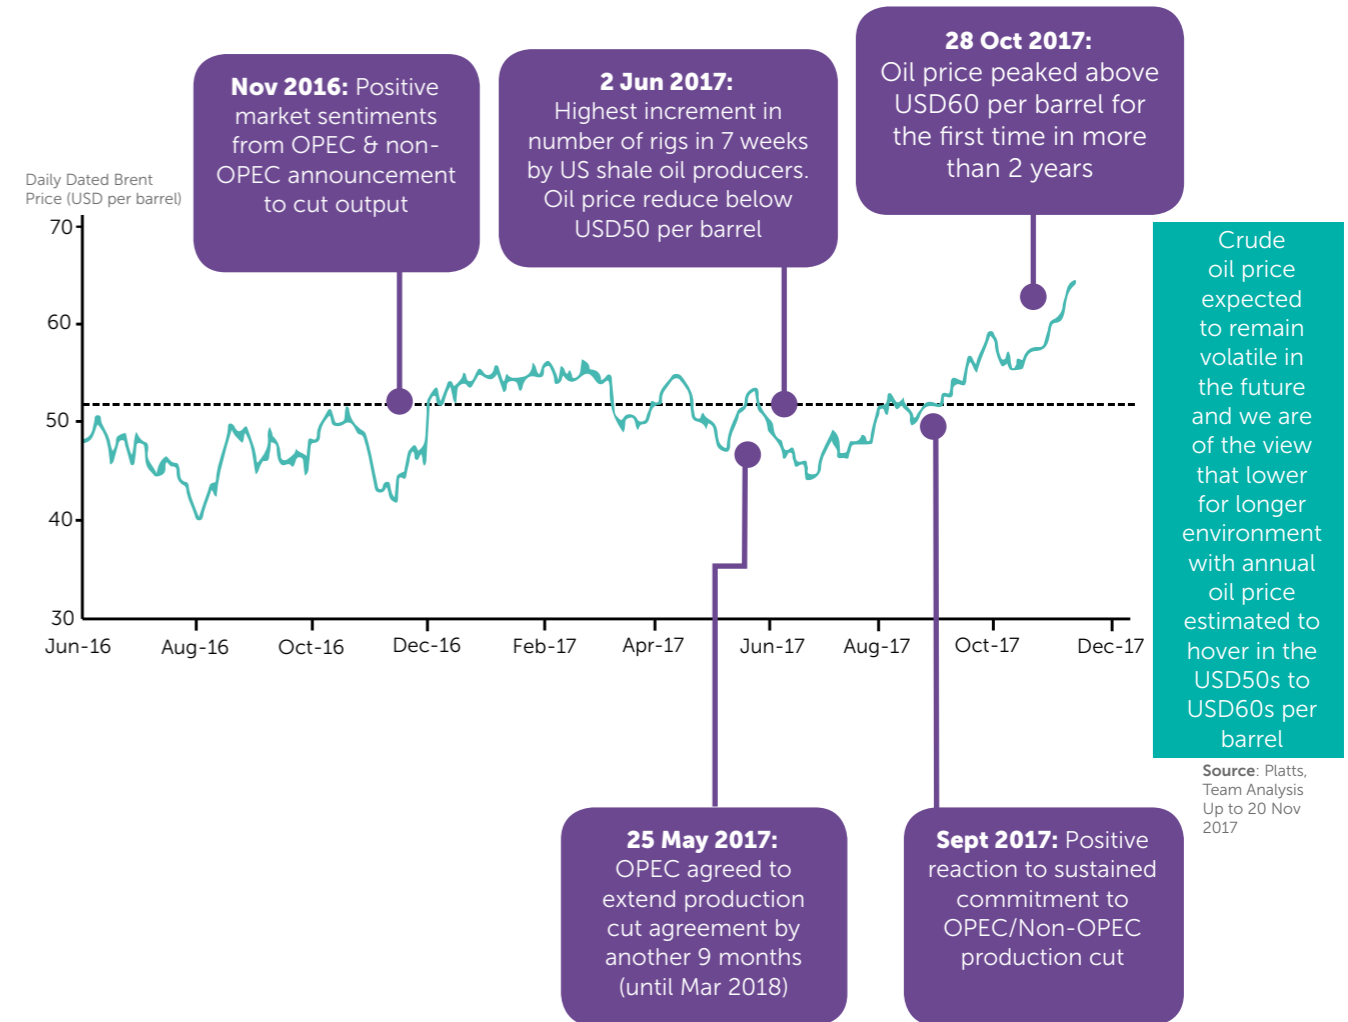 Nov 2016: Positive
market sentiments
from OPEC & non-
OPEC announcement
to cut output
2 Jun 2017:
Highest increment in
number of rigs in 7 weeks
by US shale oil producers.
Oil price reduce below
USD50 per barrel
28 Oct 2017:
Oil price peaked above
USD60 per barrel for
the first time in more
than 2 years
Daily Dated Brent
Price (USD per barrel)
70
60
50
40
30
Jun-16
Aug-16
Oct-16
Dec-16
Feb-17
Apr-17
Jun-17
Aug-17
Oct-17
Dec-17
Crude
oil price
expected
to remain
volatile in
the future
and we are
of the view
that lower
for longer
environment
with annual
oil price
estimated to
hover in the
USD50s to
USD60s per
barrel
Source: Platts,
Team Analysis
Up to 20 Nov
2017
25 May 2017:
OPEC agreed to
extend production
cut agreement by
another 9 months
(until Mar 2018)
Sept 2017: Positive
reaction to sustained
commitment to
OPEC/Non-OPEC
production cut